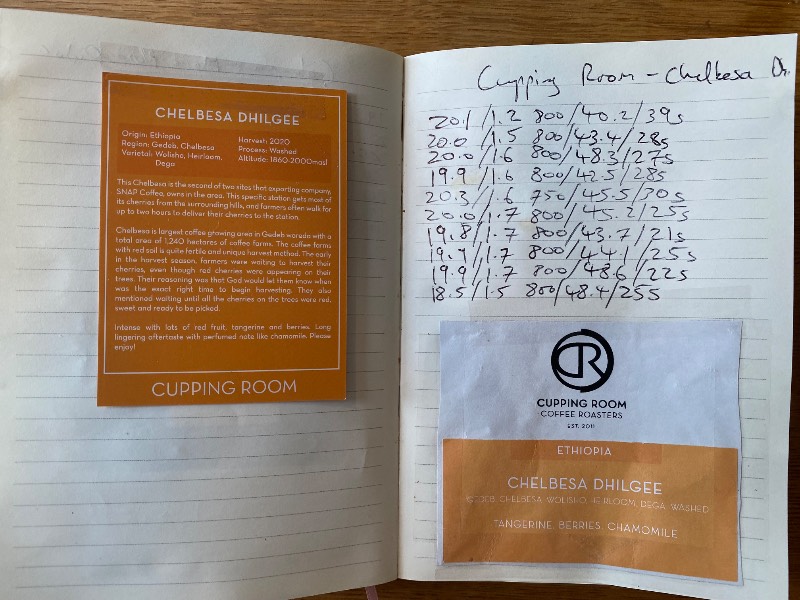 CHELBESA DHILGEE
Origin: Ethiopia
Region: Gedeb, Chelbesa
Varietal: Wolisho, Heirloom,
Dega
Harvest: 2020
Process: Washed
Altitude: 1860-2000masl
This Chelbesa is the second of two sites that exporting company,
SNAP Coffee, owns in the area. This specific station gets most of
its cherries from the surrounding hills, and farmers often walk for
up to two hours to deliver their cherries to the station.
Chelbesa is largest coffee growing area in Gedeb woreda with a
total area of 1,240 hectares of coffee farms. The coffee farms
with red soil is quite fertile and unique harvest method. The early
in the harvest season, farmers were waiting to harvest their
cherries, even though red cherries were appearing on their
trees. Their reasoning was that God would let them know when
was the exact right time to begin harvesting. They also
mentioned waiting until all the cherries on the trees were red,
sweet and ready to be picked.
Intense with lots of red fruit, tangerine and berries. Long
lingering aftertaste with perfumed note like chamomile. Please
enjoy!
CUPPING ROOM
Cupping Room - Chelbesa Dh.
20.1/1.2 800/40.2/39s
20.0/1.5 800/43.4/28s
20.0/1.6 800/48.3/27s
19.9/1.6 800/42.5/28s
20.3/1.6 750/45.5/30s
20.0/1.7 800/45.2/25s
19.8/1.7 800/43.7/21s
1.7 800/44.1/25s
19.9/1.7 800/48.6/22s
18.5/1.5 800/48.4/25s
CUPPING ROOM
COFFEE ROASTERS
EST. 2011
ETHIOPIA
CHELBESA DHILGEE
GEDEB, CHELBESA, WOLISHO, HEIRLOOM, DEGA, WASHED
TANGERINE, BERRIES, CHAMOMILE